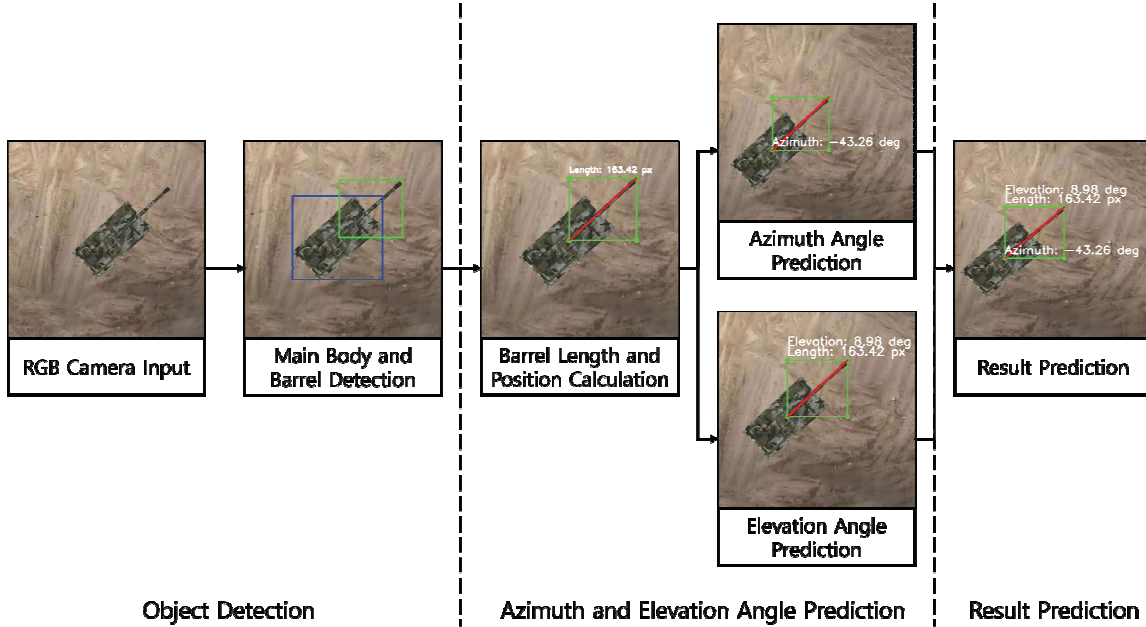 RGB Camera Input
Main Body and
Barrel Detection
Length: 163.42 px
Barrel Length and
Position Calculation
Azimuth: -43.26 deg
Azimuth Angle
Prediction
Elevation: 8.98 deg
Length: 163.42 px
Elevation Angle
Prediction
Elevation: 8.98 deg
Length: 163.42 px
Azimuth: -43.26 deg
Result Prediction
Object Detection
Azimuth and Elevation Angle Prediction
Result Prediction